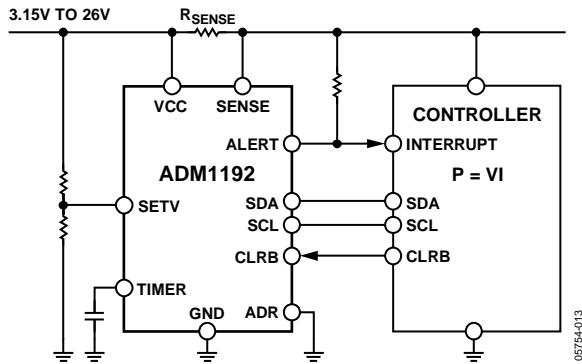 3.15V TO 26V
RSENSE
VCC
SENSE
ALERT
ADM1192
SETV
SDA
SCL
CLRB
TIMER
GND
ADR
CONTROLLER
INTERRUPT
P = VI
SDA
SCL
CLRB
05754-013